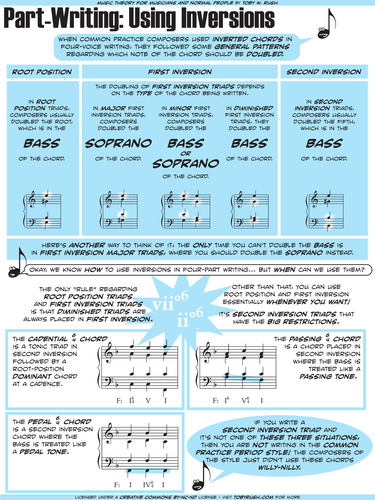 MUSIC THEORY FOR MUSICIANS AND NORMAL PEOPLE BY TOBY W. RUSH
Part-Writing: Using Inversions
WHEN COMMON PRACTICE COMPOSERS USED INVERTED CHORDS IN
FOUR-VOICE WRITING, THEY FOLLOWED SOME GENERAL PATTERNS
REGARDING WHICH NOTE OF THE CHORD SHOULD BE DOUBLED.
ROOT POSITION
FIRST INVERSION
SECOND INVERSION
THE DOUBLING OF FIRST INVERSION TRIADS DEPENDS
ON THE TYPE OF THE CHORD BEING WRITTEN.
IN ROOT
POSITION TRIADS,
COMPOSERS USUALLY
DOUBLED THE ROOT,
WHICH IS IN THE
BASS
OF THE CHORD.
IN MAJOR FIRST
INVERSION TRIADS,
COMPOSERS
DOUBLED THE
SOPRANO
OF THE CHORD.
IN MINOR FIRST
INVERSION TRIADS,
COMPOSERS
DOUBLED THE
BASS
OR
SOPRANO
OF THE CHORD.
IN DIMINISHED
FIRST INVERSION
TRIADS, THEY
DOUBLED THE
BASS
OF THE CHORD.
IN SECOND
INVERSION TRIADS,
COMPOSERS USUALLY
DOUBLED THE FIFTH,
WHICH IS IN THE
BASS
OF THE CHORD.
HERE'S ANOTHER WAY TO THINK OF IT: THE ONLY TIME YOU CAN'T DOUBLE THE BASS IS
IN FIRST INVERSION MAJOR TRIADS; WHERE YOU SHOULD DOUBLE THE SOPRANO INSTEAD.
OKAY, WE KNOW HOW TO USE INVERSIONS IN FOUR-PART WRITING... BUT WHEN CAN WE USE THEM?
THE ONLY "RULE" REGARDING
ROOT POSITION TRIADS
AND FIRST INVERSION TRIADS
IS THAT DIMINISHED TRIADS ARE
ALWAYS PLACED IN FIRST INVERSION.
vii°6
ii°6
OTHER THAN THAT, YOU CAN USE
ROOT POSITION AND FIRST INVERSION
ESSENTIALLY WHENEVER YOU WANT!
IT'S SECOND INVERSION TRIADS THAT
HAVE THE BIG RESTRICTIONS.
THE CADENTIAL 6/4 CHORD
IS A TONIC TRIAD IN
SECOND INVERSION
FOLLOWED BY A
ROOT-POSITION
DOMINANT CHORD
AT A CADENCE.
F: I6/4 V I
THE PASSING 6/4 CHORD
IS A CHORD PLACED IN
SECOND INVERSION
WHERE THE BASS
IS TREATED LIKE A
PASSING TONE.
F: I6 V6/4 I
THE PEDAL 6/4 CHORD
IS A SECOND INVERSION
CHORD WHERE THE
BASS IS TREATED LIKE
A PEDAL TONE.
F: I IV6/4 I
IF YOU WRITE A
SECOND INVERSION TRIAD AND
IT'S NOT ONE OF THESE THREE SITUATIONS,
THEN YOU ARE NOT WRITING IN THE COMMON
PRACTICE PERIOD STYLE! THE COMPOSERS OF
THE STYLE JUST DIDN'T USE THESE CHORDS
WILLY-NILLY.
LICENSED UNDER A CREATIVE COMMONS BY-NC-ND LICENSE - VISIT TOBYRUSH.COM FOR MORE